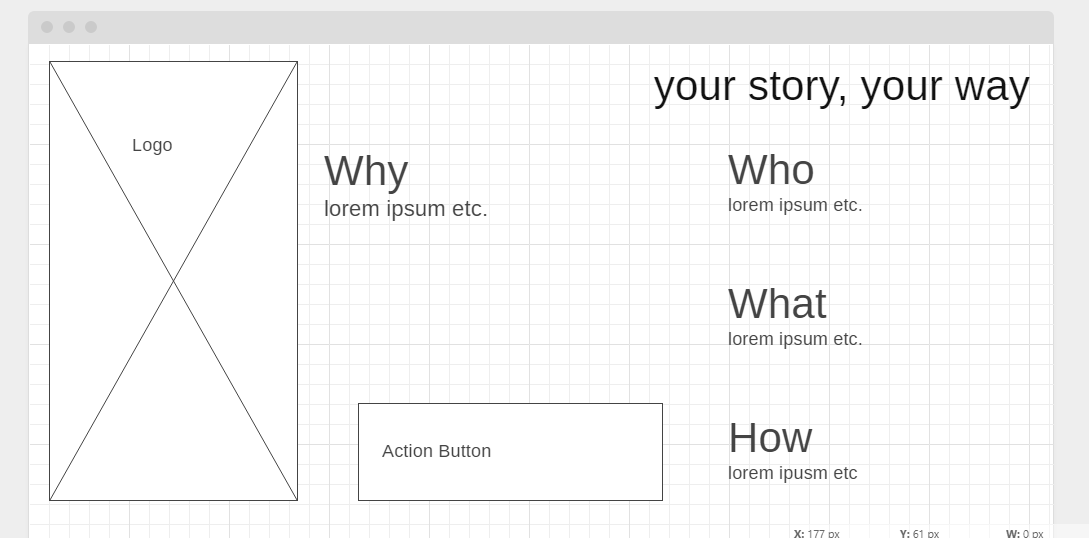 your story, your way
Logo
Why
lorem ipsum etc.
Who
lorem ipsum etc.
What
lorem ipsum etc.
Action Button
How
lorem ipusm etc
X: 177 px Y: 61 px W: 0 px